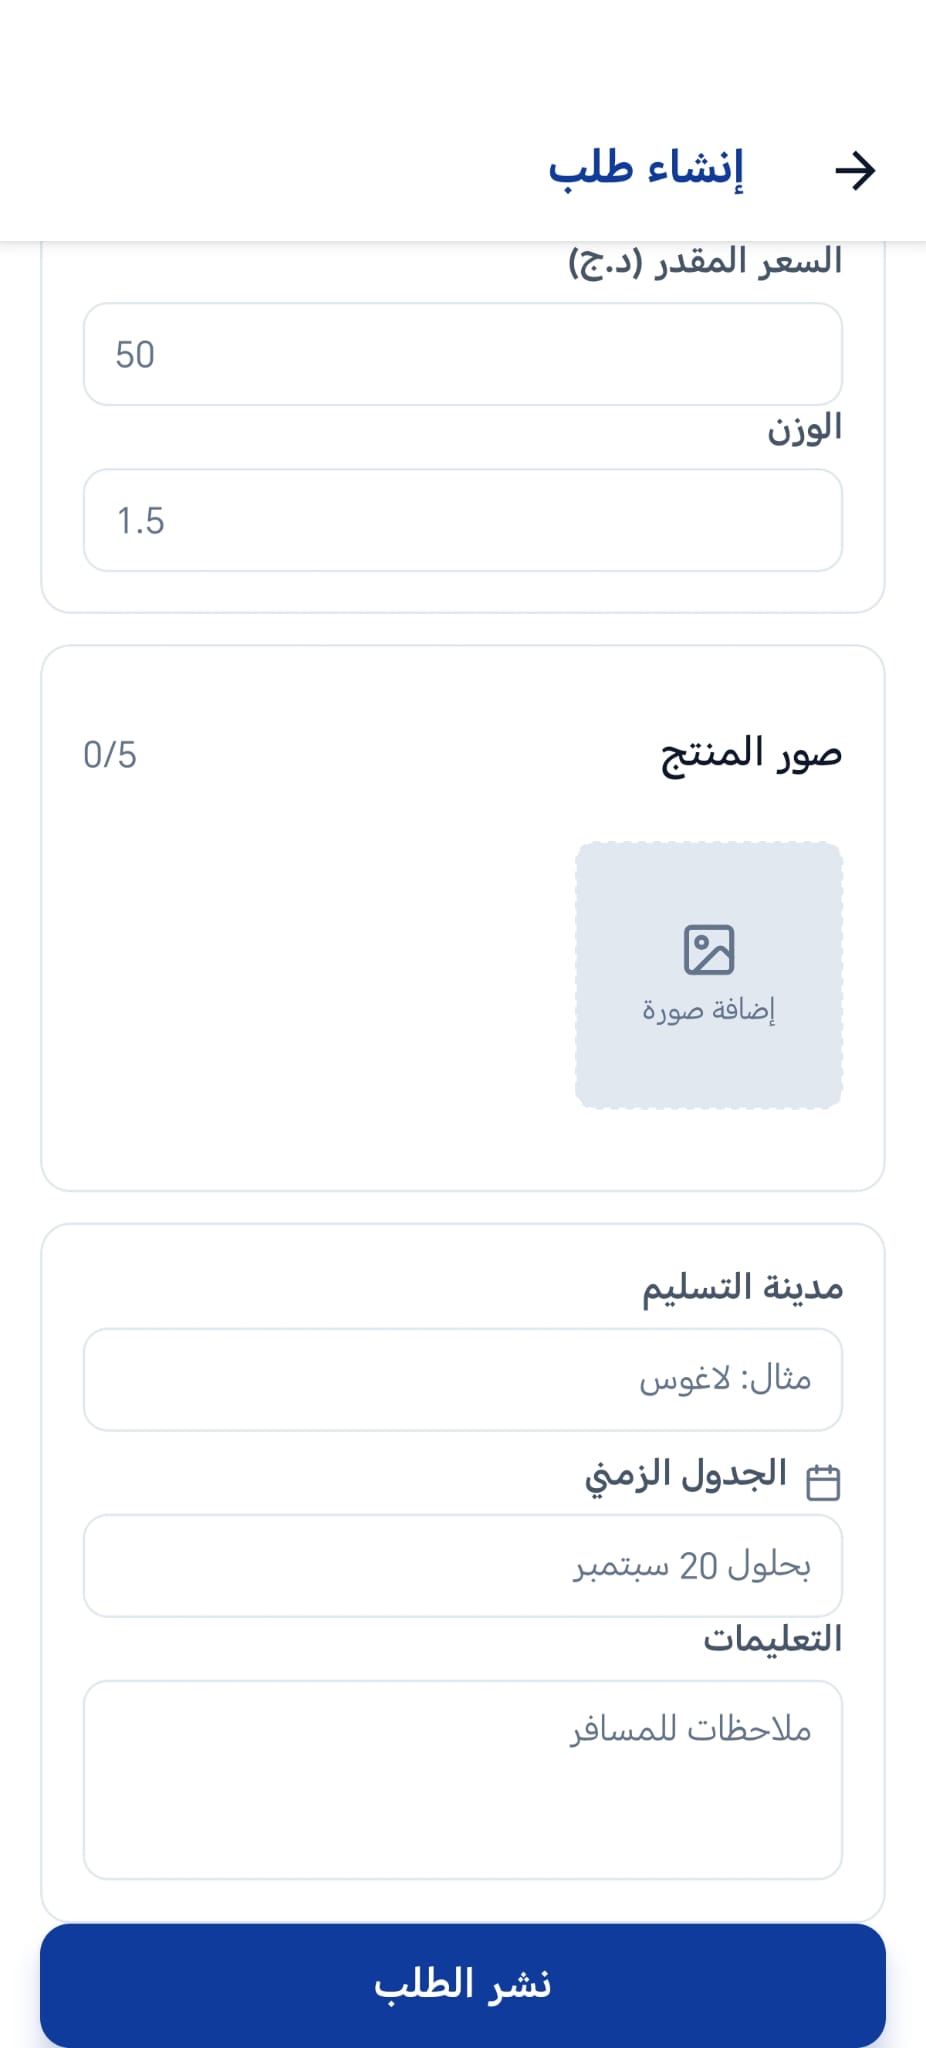 إنشاء طلب
السعر المقدر (د.ج)
50
الوزن
1.5
صور المنتج
0/5
إضافة صورة
مدينة التسليم
مثال: لاغوس
الجدول الزمني
بحلول 20 سبتمبر
التعليمات
ملاحظات للمسافر
نشر الطلب